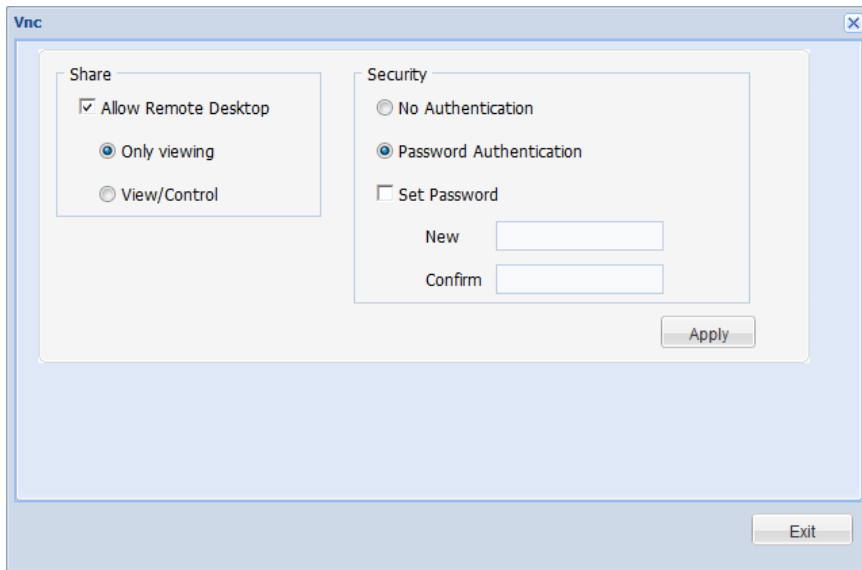 Vnc
Share
Allow Remote Desktop
Only viewing
View/Control
Security
No Authentication
Password Authentication
Set Password
New
Confirm
Apply
Exit